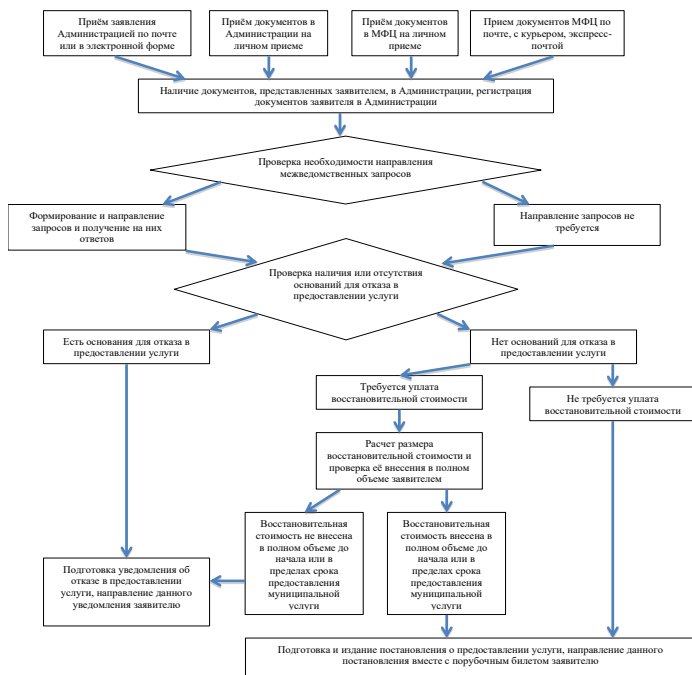 Приём заявления
Администрацией по почте
или в электронной форме
Приём документов в
Администрации на
личном приеме
Приём документов
в МФЦ на личном
приеме
Прием документов МФЦ по
почте, с курьером, экспресс-
почтой
Наличие документов, представленных заявителем, в Администрации, регистрация
документов заявителя в Администрации
Проверка необходимости направления
межведомственных запросов
Формирование и направление
запросов и получение на них
ответов
Направление запросов не
требуется
Проверка наличия или отсутствия
оснований для отказа в
предоставлении услуги
Есть основания для отказа в
предоставлении услуги
Нет оснований для отказа в
предоставлении услуги
Требуется уплата
восстановительной стоимости
Не требуется уплата
восстановительной стоимости
Расчет размера
восстановительной стоимости и
проверка её внесения в полном
объеме заявителем
Восстановительная
стоимость не внесена
в полном объеме до
начала или в
пределах срока
предоставления
муниципальной
услуги
Восстановительная
стоимость внесена в
полном объеме до
начала или в
пределах срока
предоставления
муниципальной
услуги
Подготовка уведомления об
отказе в предоставлении
услуги, направление данного
уведомления заявителю
Подготовка и издание постановления о предоставлении услуги, направление данного
постановления вместе с порубочным билетом заявителю